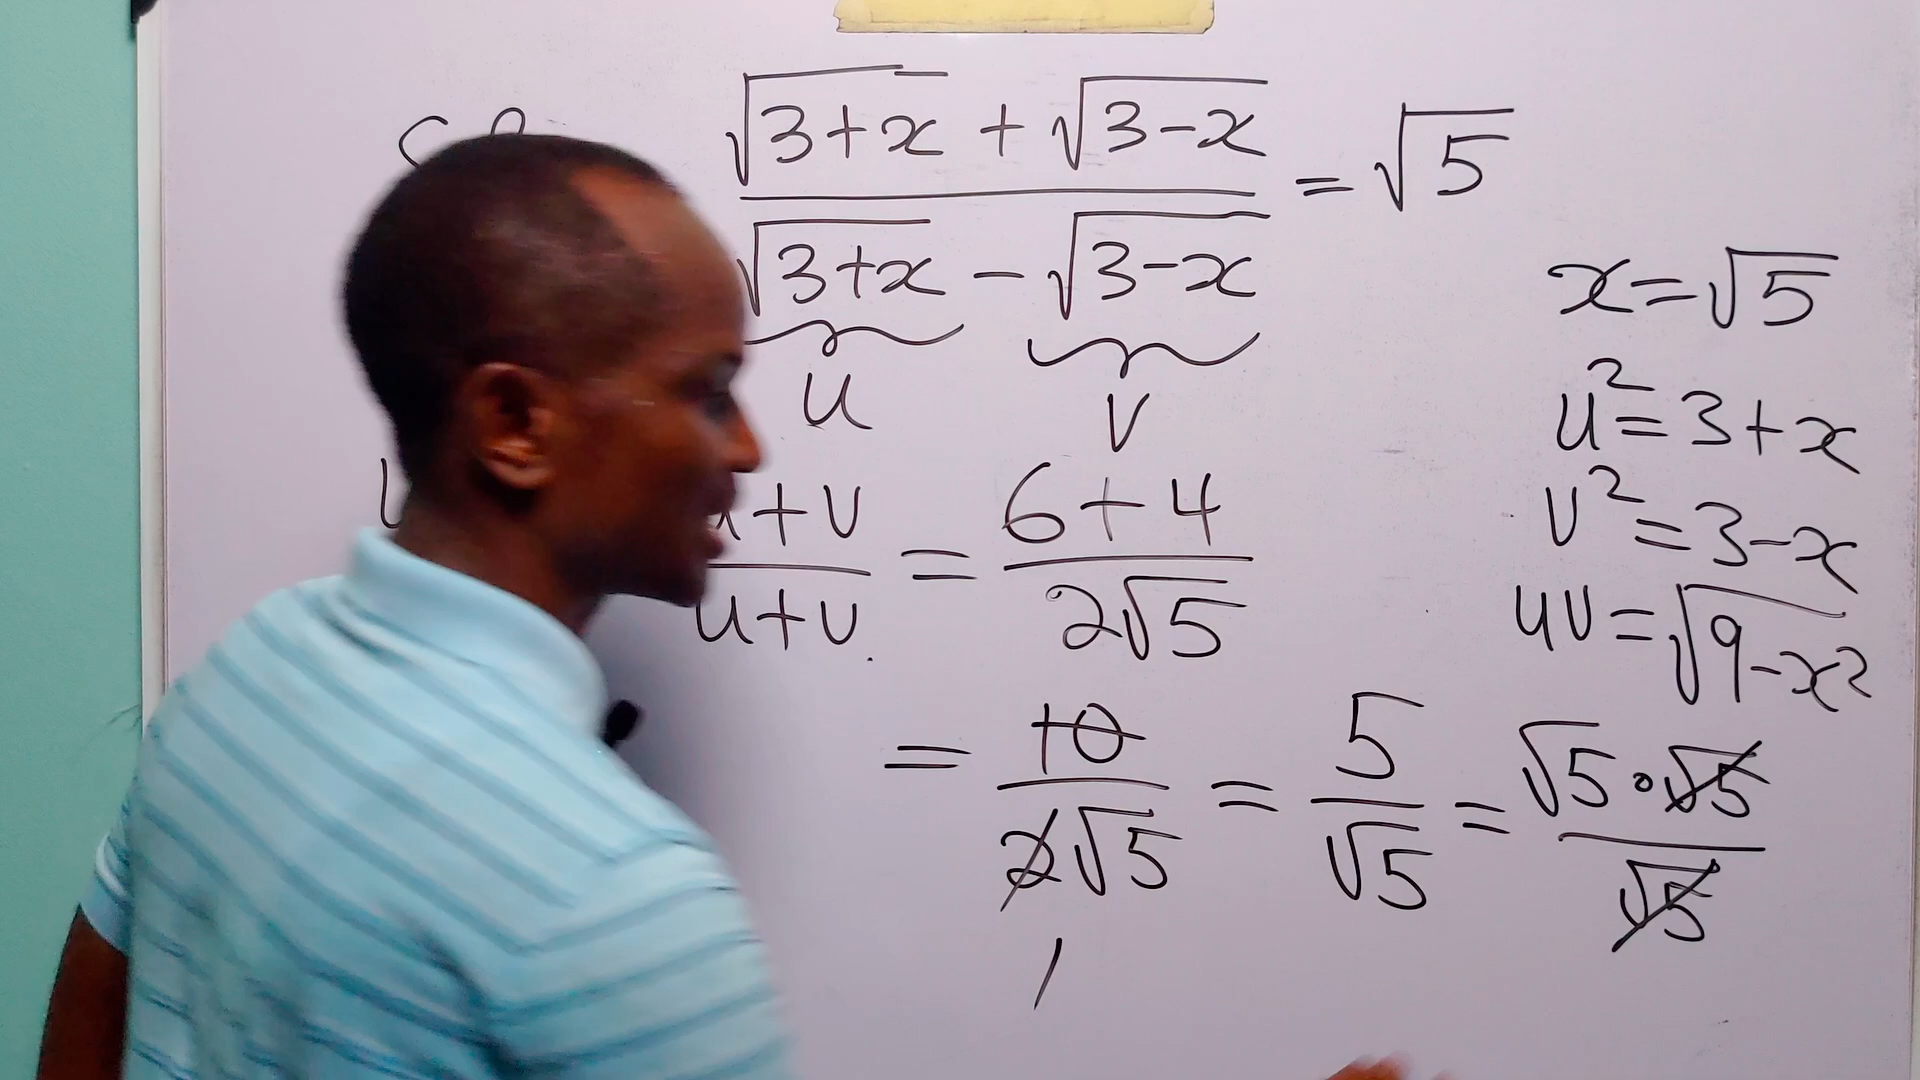 √(3+x) + √(3-x) / √(3+x) - √(3-x) = √5
u v
x = √5
u² = 3+x
v² = 3-x
uv = √(9-x²)
+v / u+v = 6+4 / 2√5
= 10 / 2√5 = 5 / √5 = √5 · √5 / √5